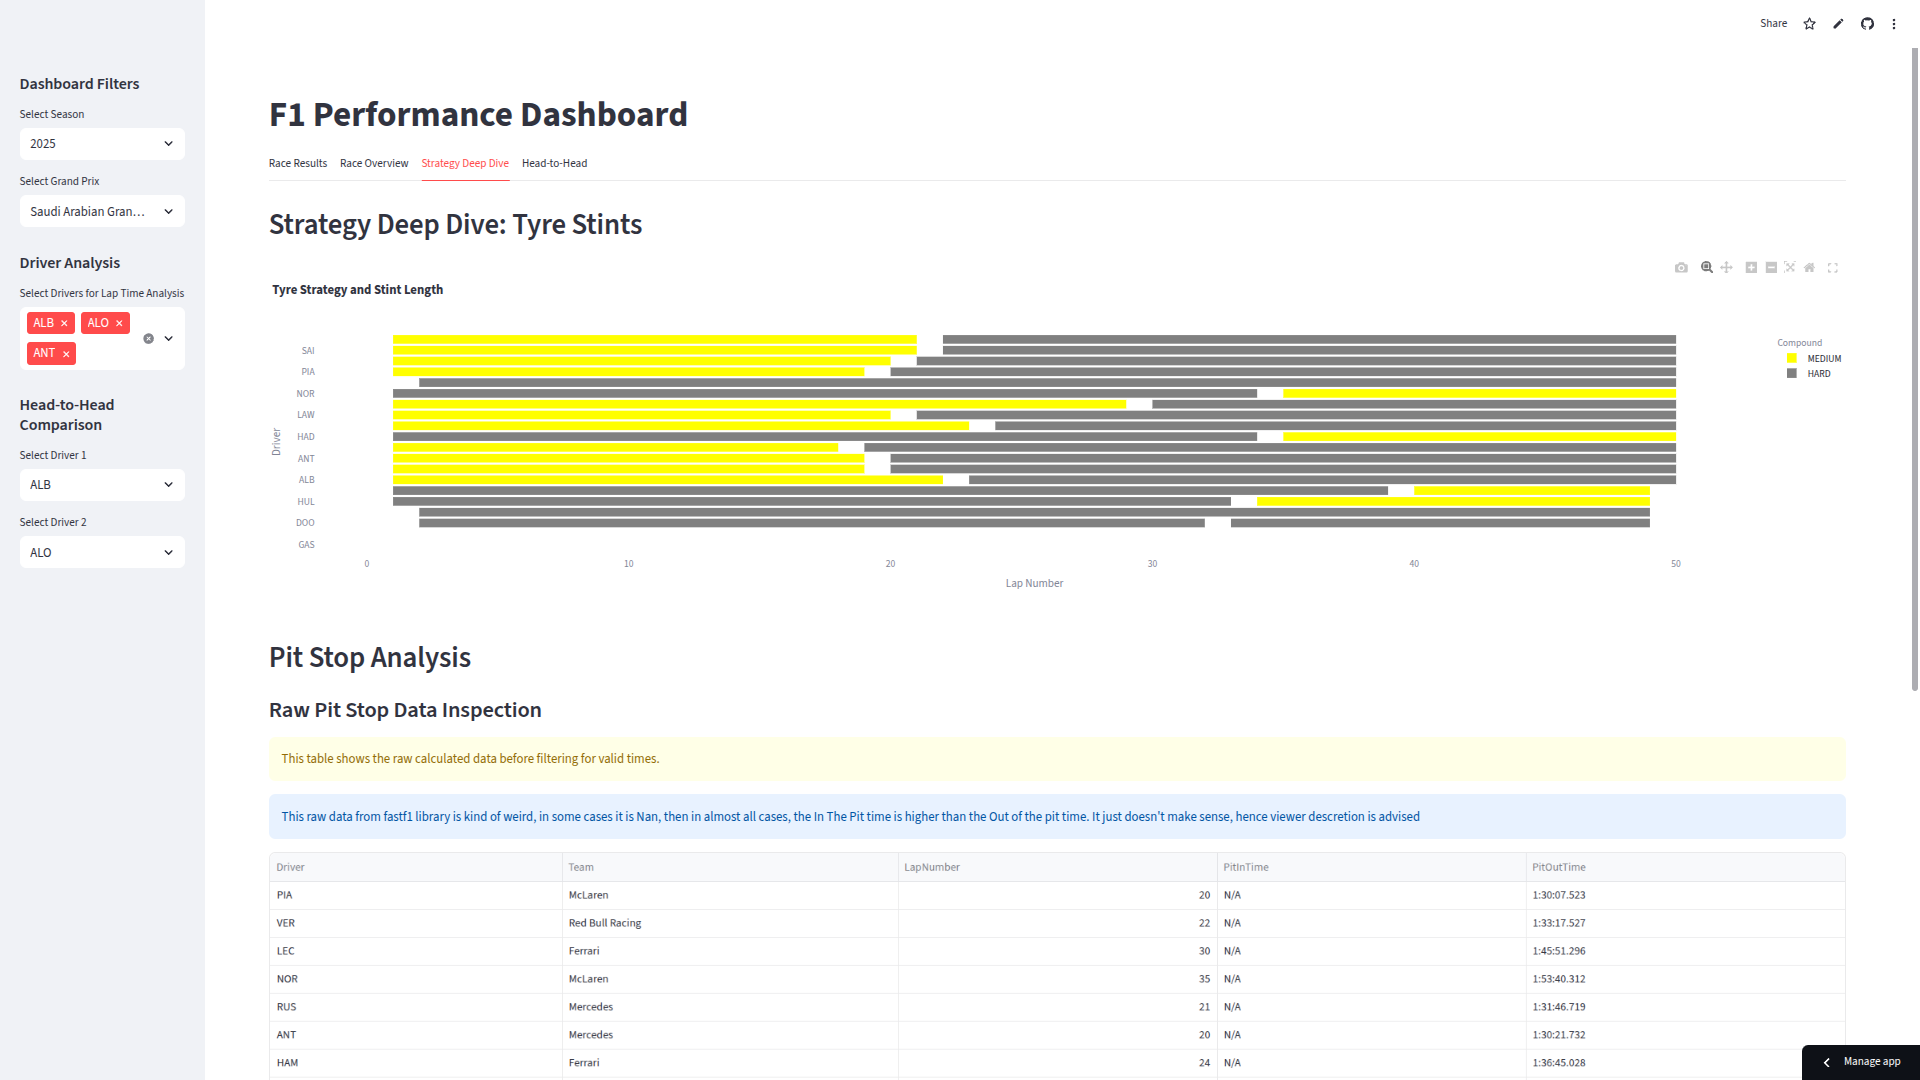 Share
Dashboard Filters
Select Season
2025
Select Grand Prix
Saudi Arabian Gran...
Driver Analysis
Select Drivers for Lap Time Analysis
ALB
ALO
ANT
Head-to-Head
Comparison
Select Driver 1
ALB
Select Driver 2
ALO
F1 Performance Dashboard
Race Results Race Overview Strategy Deep Dive Head-to-Head
Strategy Deep Dive: Tyre Stints
Tyre Strategy and Stint Length
Driver
SAI
PIA
NOR
LAW
HAD
ANT
ALB
HUL
DOO
GAS
0 10 20 30 40 50
Lap Number
Compound
MEDIUM
HARD
Pit Stop Analysis
Raw Pit Stop Data Inspection
This table shows the raw calculated data before filtering for valid times.
This raw data from fastf1 library is kind of weird, in some cases it is Nan, then in almost all cases, the In The Pit time is higher than the Out of the pit time. It just doesn't make sense, hence viewer descretion is advised
Driver Team LapNumber PitInTime PitOutTime
PIA McLaren 20 N/A 1:30:07.523
VER Red Bull Racing 22 N/A 1:33:17.527
LEC Ferrari 30 N/A 1:45:51.296
NOR McLaren 35 N/A 1:53:40.312
RUS Mercedes 21 N/A 1:31:46.719
ANT Mercedes 20 N/A 1:30:21.732
HAM Ferrari 24 N/A 1:36:45.028
Manage app